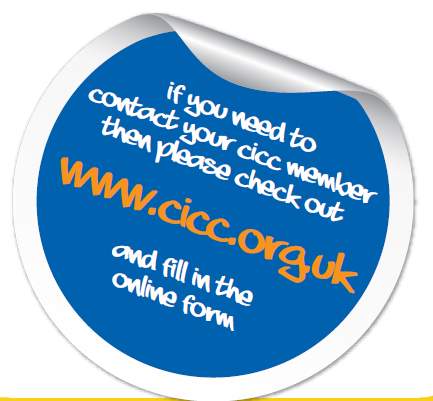 if you need to
contact your cicc member
then please check out
www.cicc.org.uk
and fill in the
online form